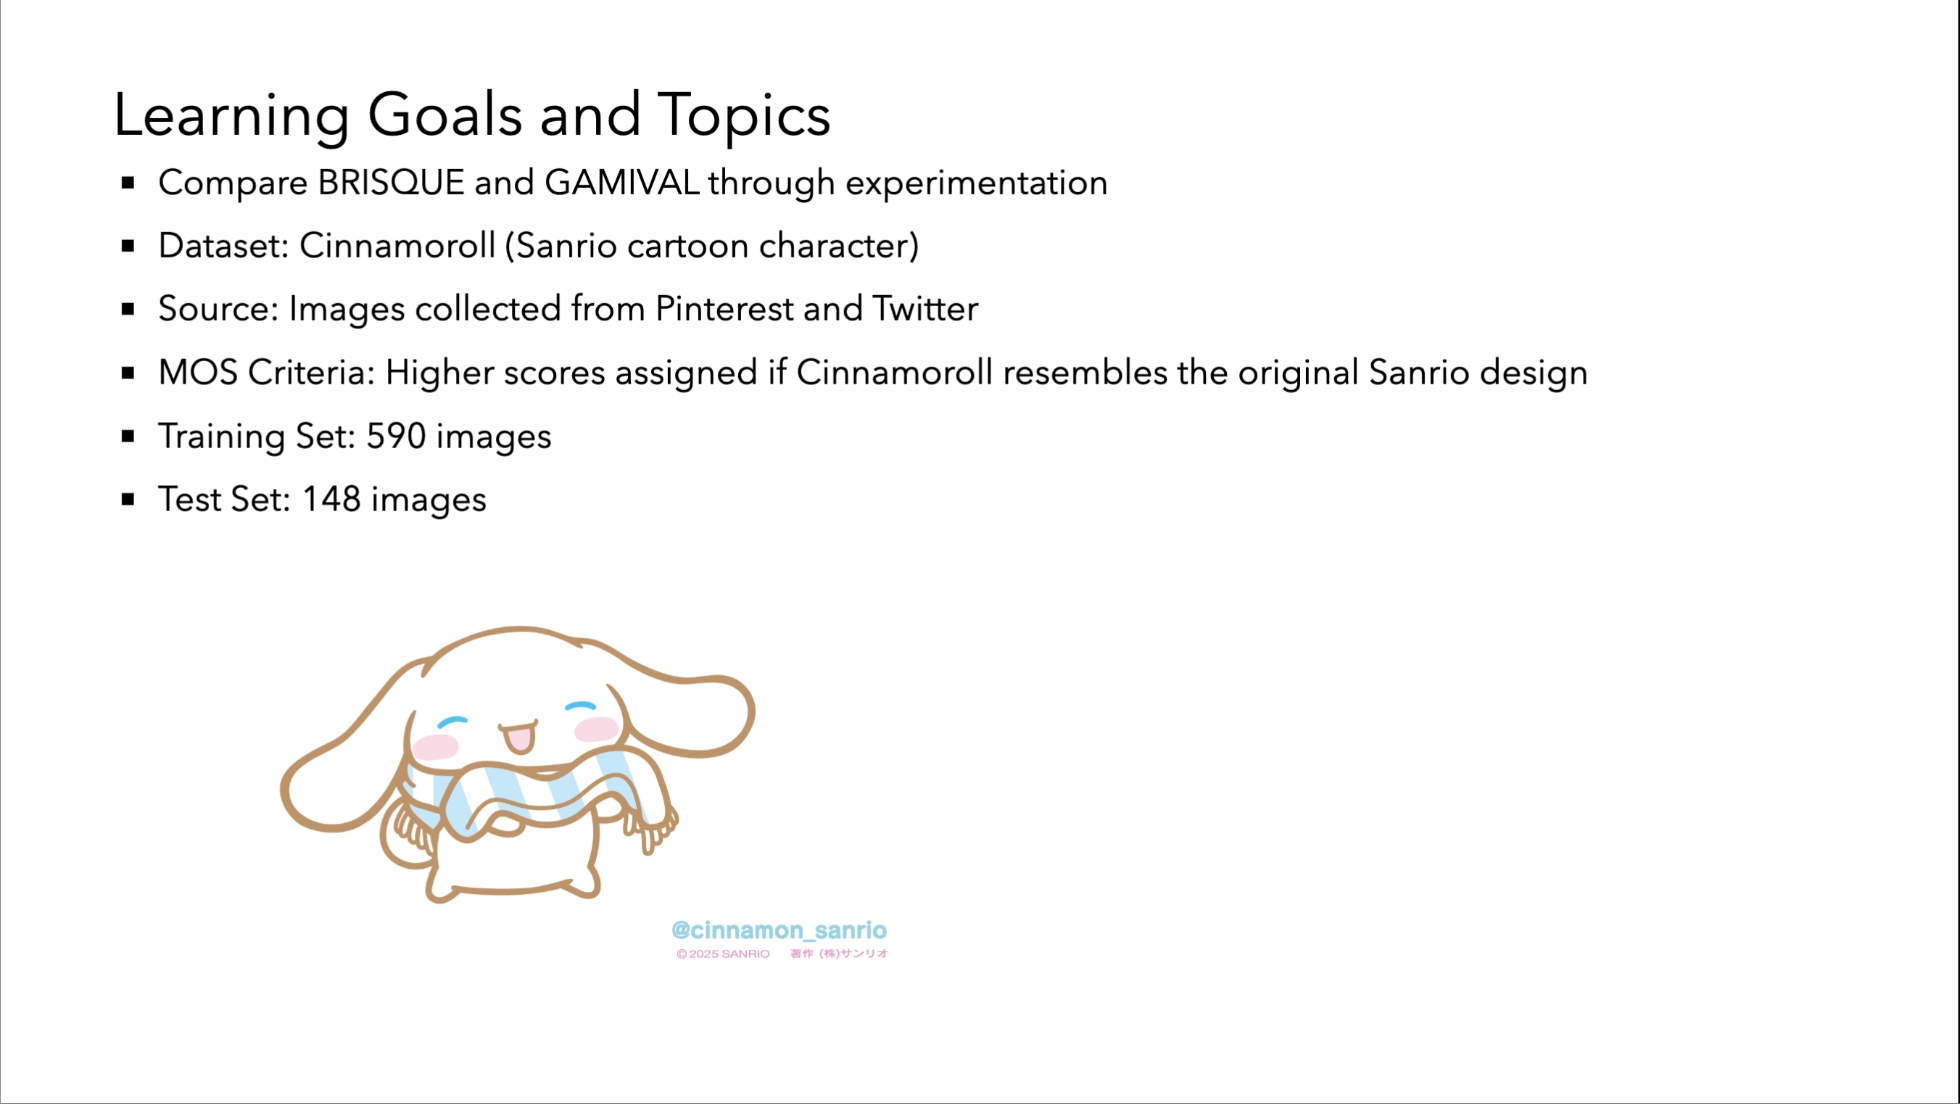 Learning Goals and Topics
▪ Compare BRISQUE and GAMIVAL through experimentation
▪ Dataset: Cinnamoroll (Sanrio cartoon character)
▪ Source: Images collected from Pinterest and Twitter
▪ MOS Criteria: Higher scores assigned if Cinnamoroll resembles the original Sanrio design
▪ Training Set: 590 images
▪ Test Set: 148 images
@cinnamon_sanrio
©2025 SANRIO 著作 (株)サンリオ